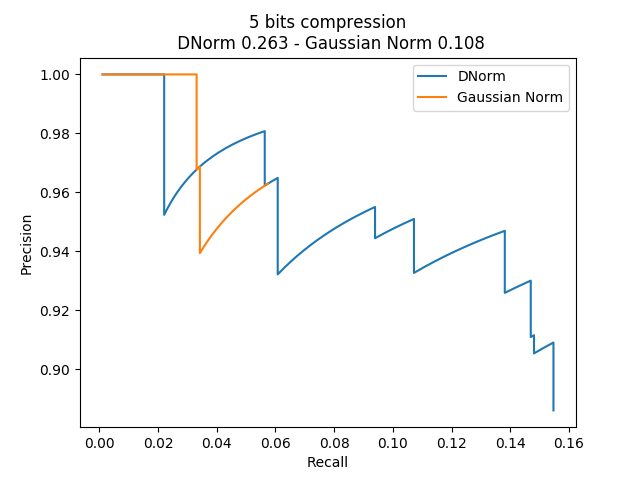 5 bits compression
DNorm 0.263 - Gaussian Norm 0.108
DNorm
Gaussian Norm
Precision
1.00
0.98
0.96
0.94
0.92
0.90
0.00 0.02 0.04 0.06 0.08 0.10 0.12 0.14 0.16
Recall